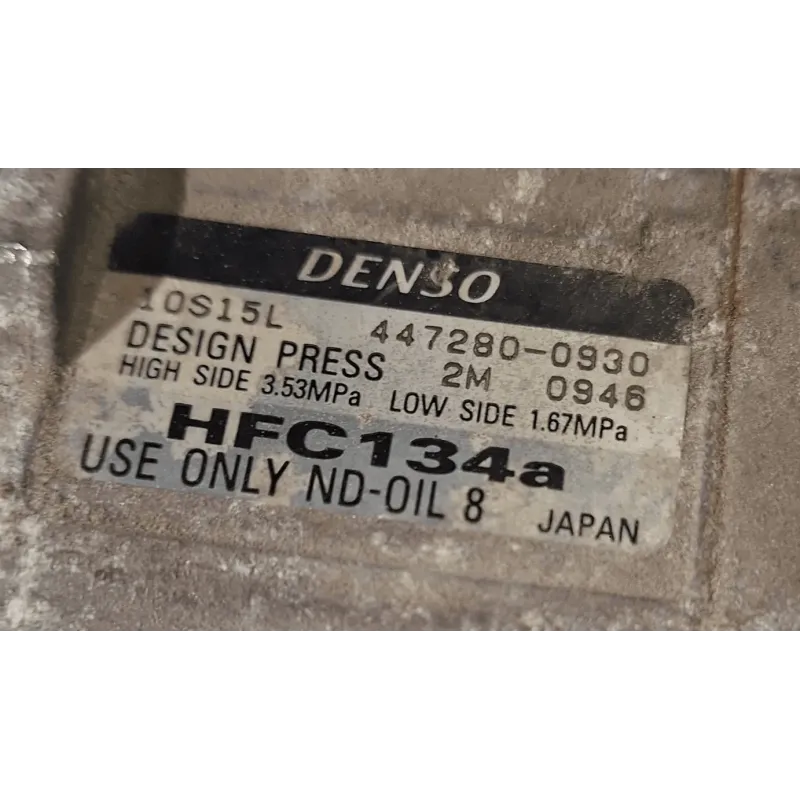 DENSO
10S15L 447280-0930
DESIGN PRESS 2M 0946
HIGH SIDE 3.53MPa LOW SIDE 1.67MPa
HFC134a
USE ONLY ND-OIL 8 JAPAN